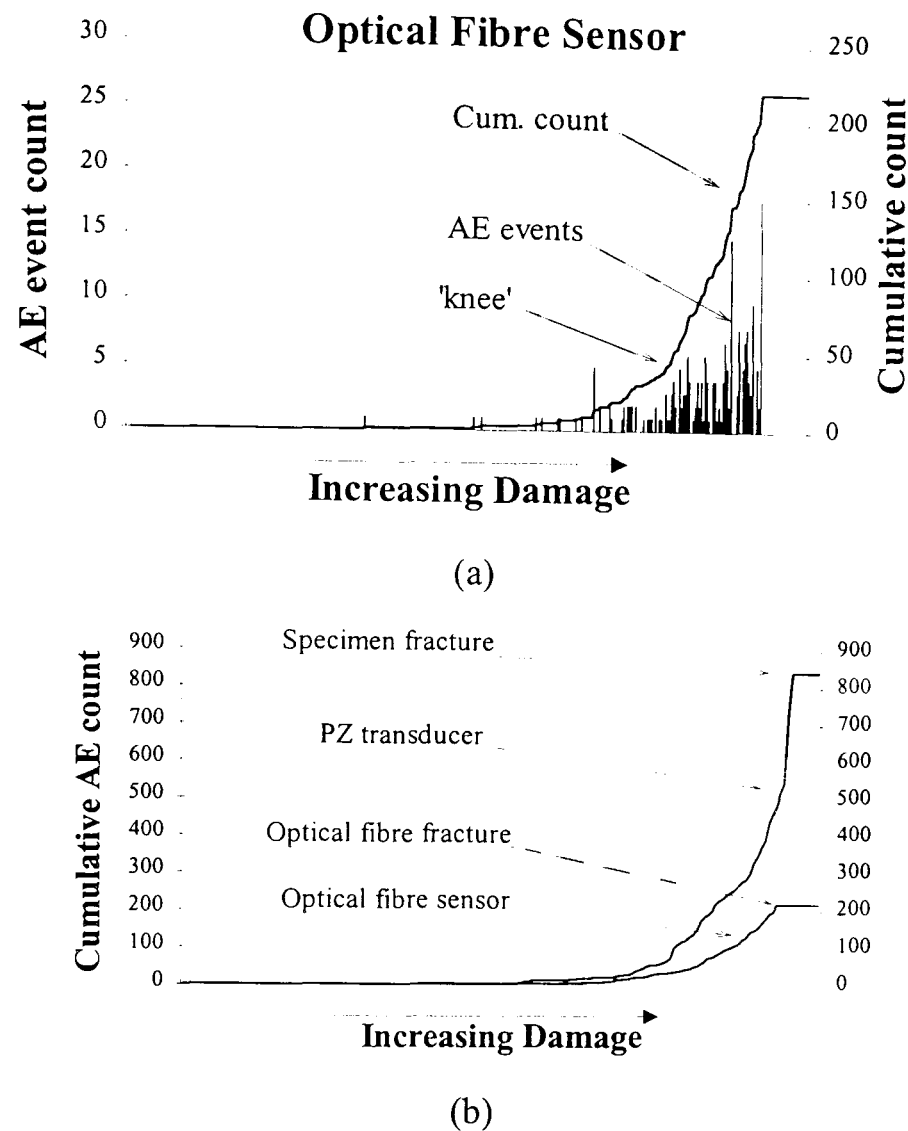 Optical Fibre Sensor
30
25
20
15
10
5
0
AE event count
250
200
150
100
50
0
Cumulative count
Cum. count
AE events
'knee'
Increasing Damage
(a)
900
800
700
600
500
400
300
200
100
0
Cumulative AE count
Specimen fracture
PZ transducer
Optical fibre fracture
Optical fibre sensor
900
800
700
600
500
400
300
200
100
0
Increasing Damage
(b)